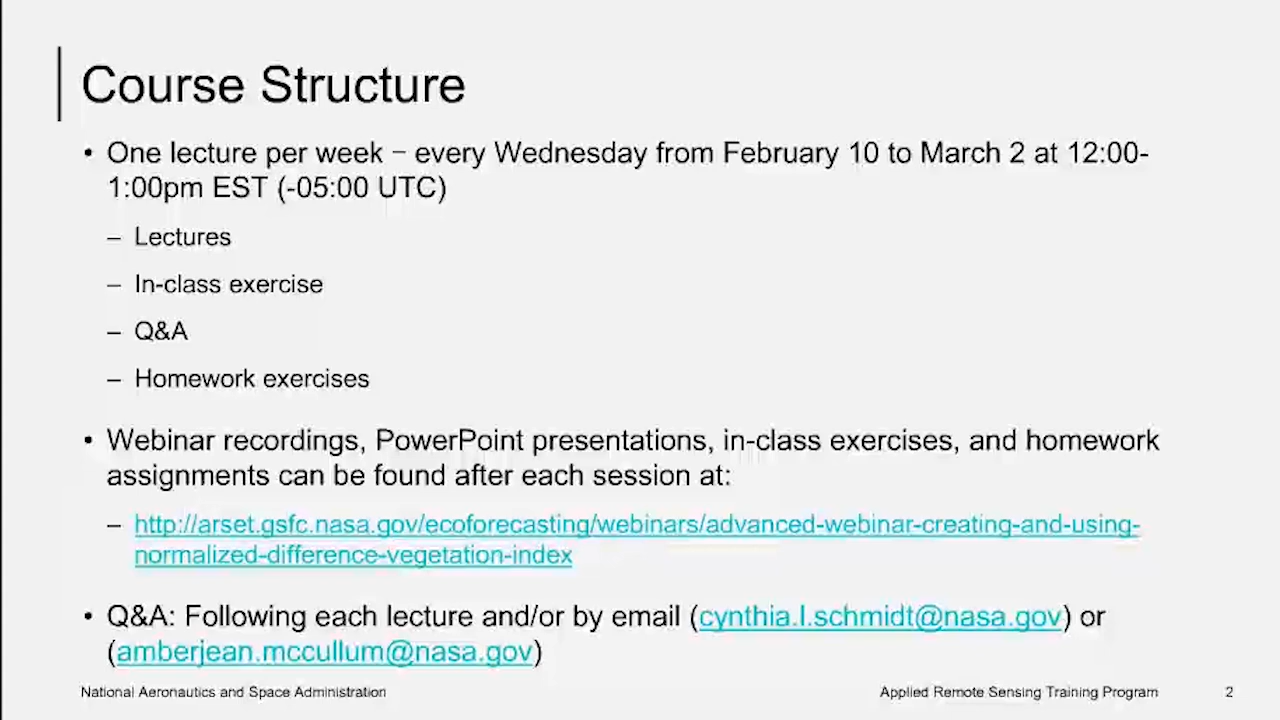 Course Structure
• One lecture per week – every Wednesday from February 10 to March 2 at 12:00-
1:00pm EST (-05:00 UTC)
– Lectures
– In-class exercise
– Q&A
– Homework exercises
• Webinar recordings, PowerPoint presentations, in-class exercises, and homework
assignments can be found after each session at:
– http://arset.gsfc.nasa.gov/ecoforecasting/webinars/advanced-webinar-creating-and-using-
normalized-difference-vegetation-index
• Q&A: Following each lecture and/or by email (cynthia.l.schmidt@nasa.gov) or
(amberjean.mccullum@nasa.gov)
National Aeronautics and Space Administration Applied Remote Sensing Training Program 2